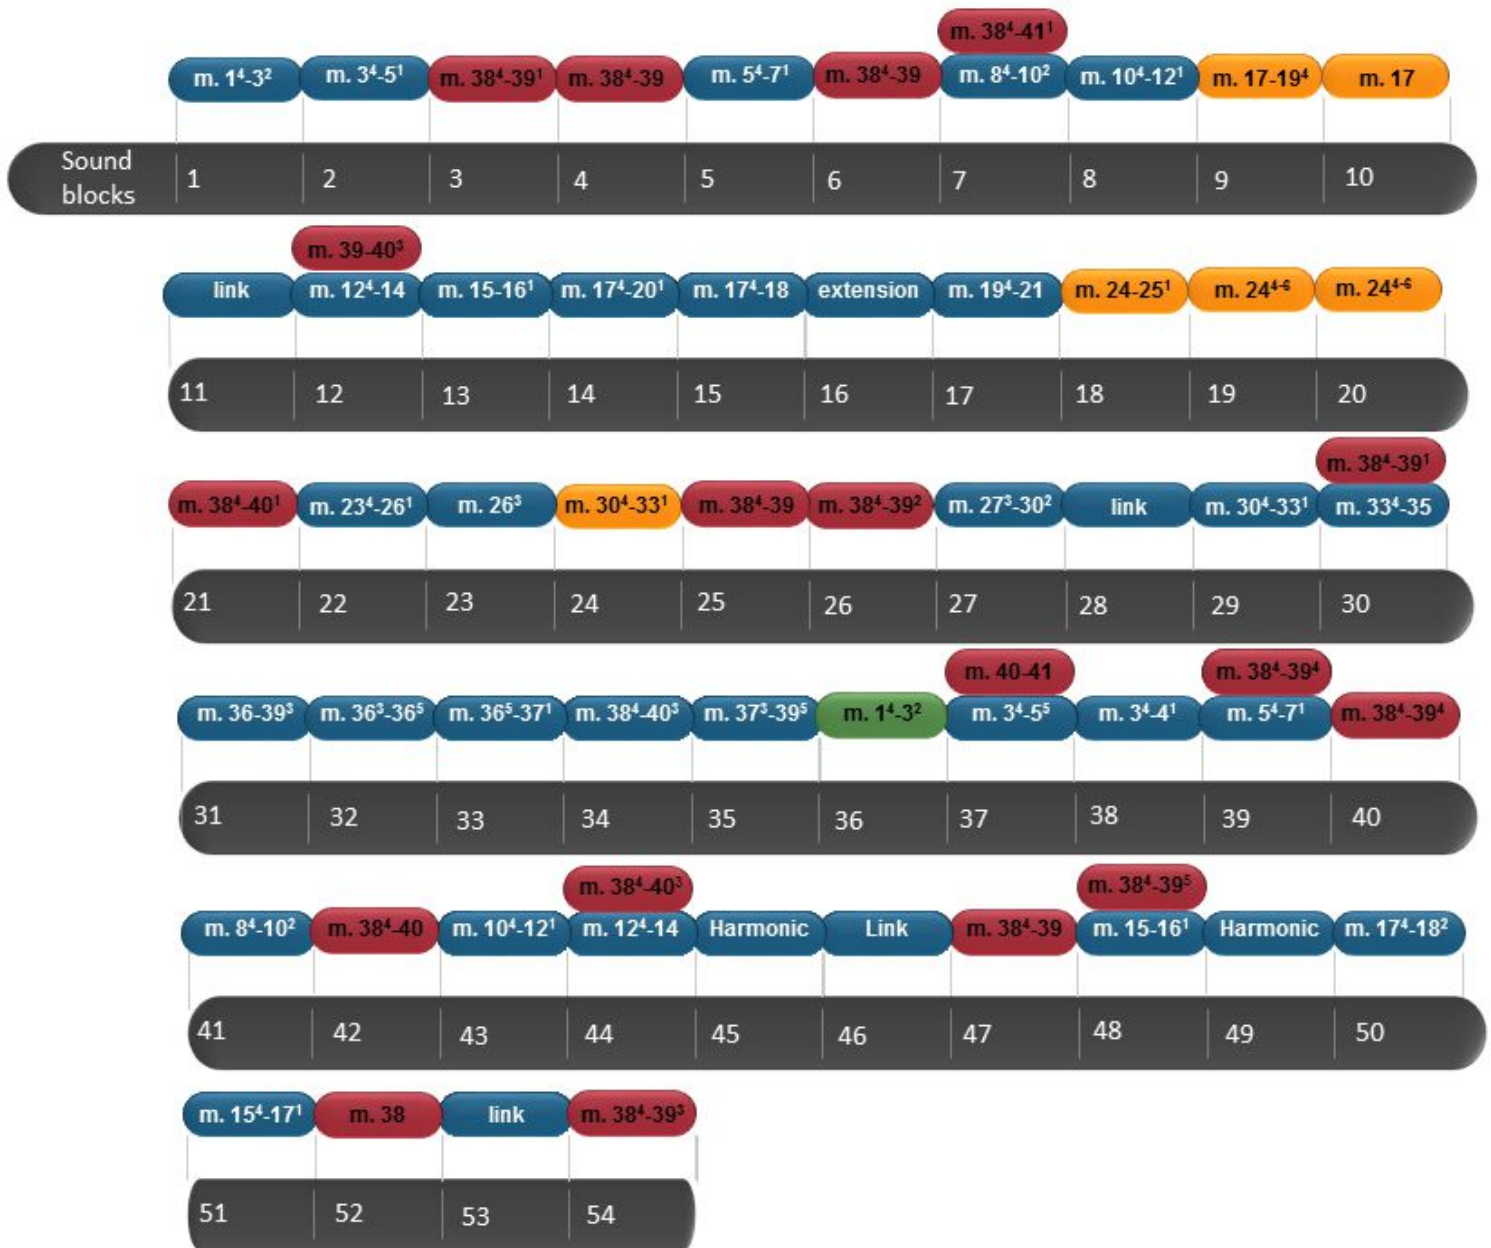 m. 38⁴-41¹
m. 1⁴-3² m. 3⁴-5¹ m. 38⁴-39¹ m. 38⁴-39 m. 5⁴-7¹ m. 38⁴-39 m. 8⁴-10² m. 10⁴-12¹ m. 17-19⁴ m. 17
Sound
blocks
1 2 3 4 5 6 7 8 9 10
m. 39-40³
link m. 12⁴-14 m. 15-16¹ m. 17⁴-20¹ m. 17⁴-18 extension m. 19⁴-21 m. 24-25¹ m. 24⁴⁻⁶ m. 24⁴⁻⁶
11 12 13 14 15 16 17 18 19 20
m. 38⁴-39¹
m. 38⁴-40¹ m. 23⁴-26¹ m. 26³ m. 30⁴-33¹ m. 38⁴-39 m. 38⁴-39² m. 27³-30² link m. 30⁴-33¹ m. 33⁴-35
21 22 23 24 25 26 27 28 29 30
m. 40-41 m. 38⁴-39⁴
m. 36-39³ m. 36³-36⁵ m. 36⁵-37¹ m. 38⁴-40³ m. 37³-39⁵ m. 1⁴-3² m. 3⁴-5⁵ m. 3⁴-4¹ m. 5⁴-7¹ m. 38⁴-39⁴
31 32 33 34 35 36 37 38 39 40
m. 38⁴-40³ m. 38⁴-39⁵
m. 8⁴-10² m. 38⁴-40 m. 10⁴-12¹ m. 12⁴-14 Harmonic Link m. 38⁴-39 m. 15-16¹ Harmonic m. 17⁴-18²
41 42 43 44 45 46 47 48 49 50
m. 15⁴-17¹ m. 38 link m. 38⁴-39³
51 52 53 54